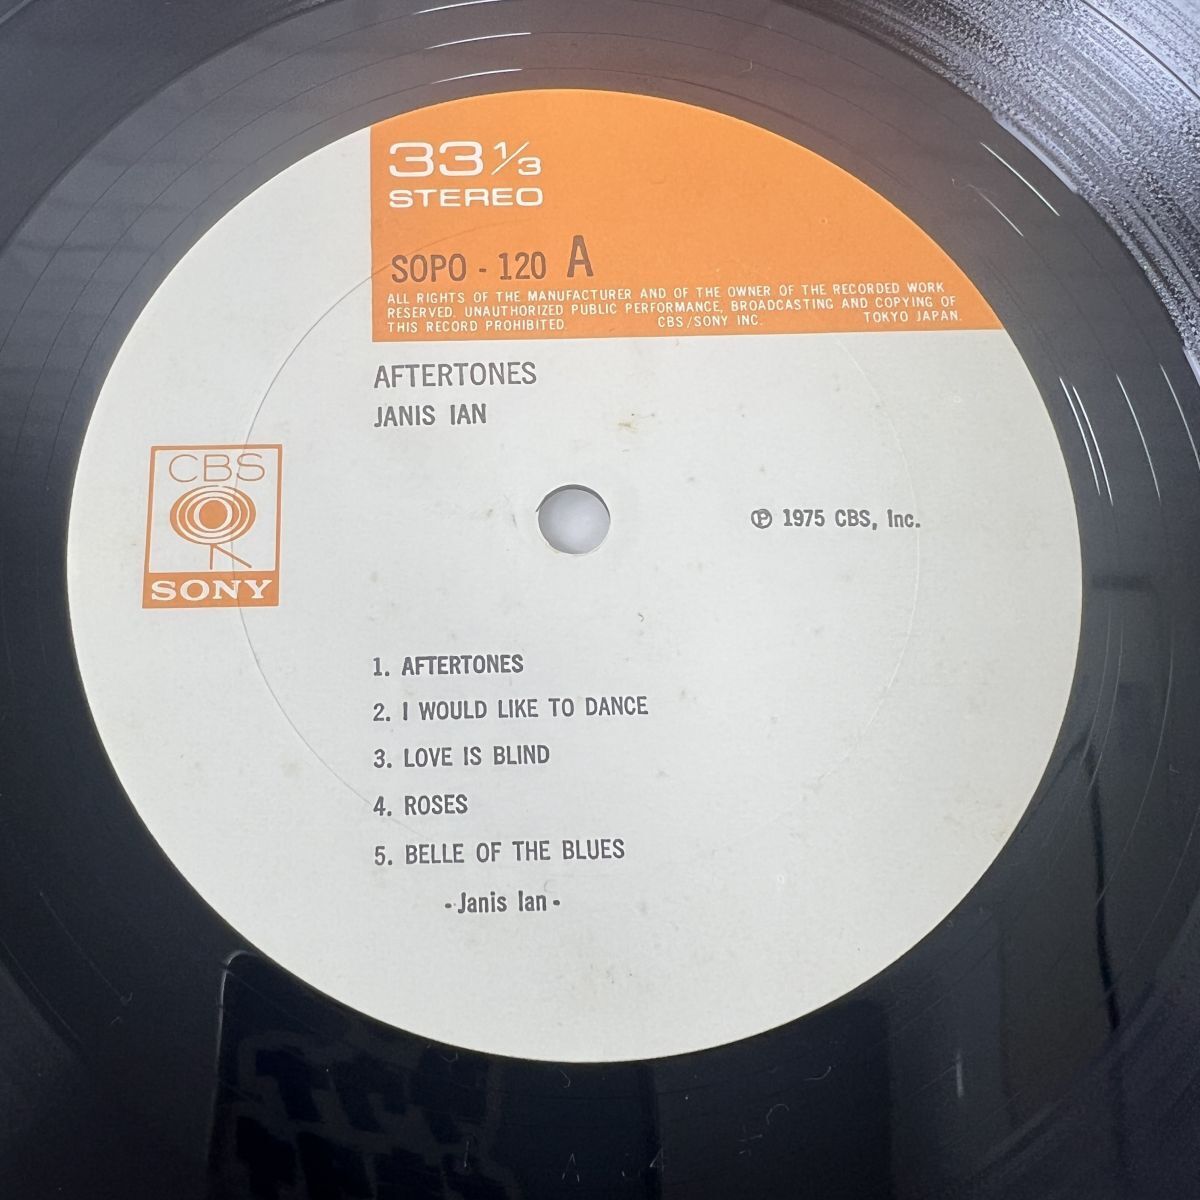 33 1/3
STEREO
SOPO - 120 A
ALL RIGHTS OF THE MANUFACTURER AND OF THE OWNER OF THE RECORDED WORK
RESERVED. UNAUTHORIZED PUBLIC PERFORMANCE, BROADCASTING AND COPYING OF
THIS RECORD PROHIBITED. CBS/SONY INC. TOKYO JAPAN.
AFTERTONES
JANIS IAN
CBS
SONY
℗ 1975 CBS, Inc.
1. AFTERTONES
2. I WOULD LIKE TO DANCE
3. LOVE IS BLIND
4. ROSES
5. BELLE OF THE BLUES
-Janis Ian-